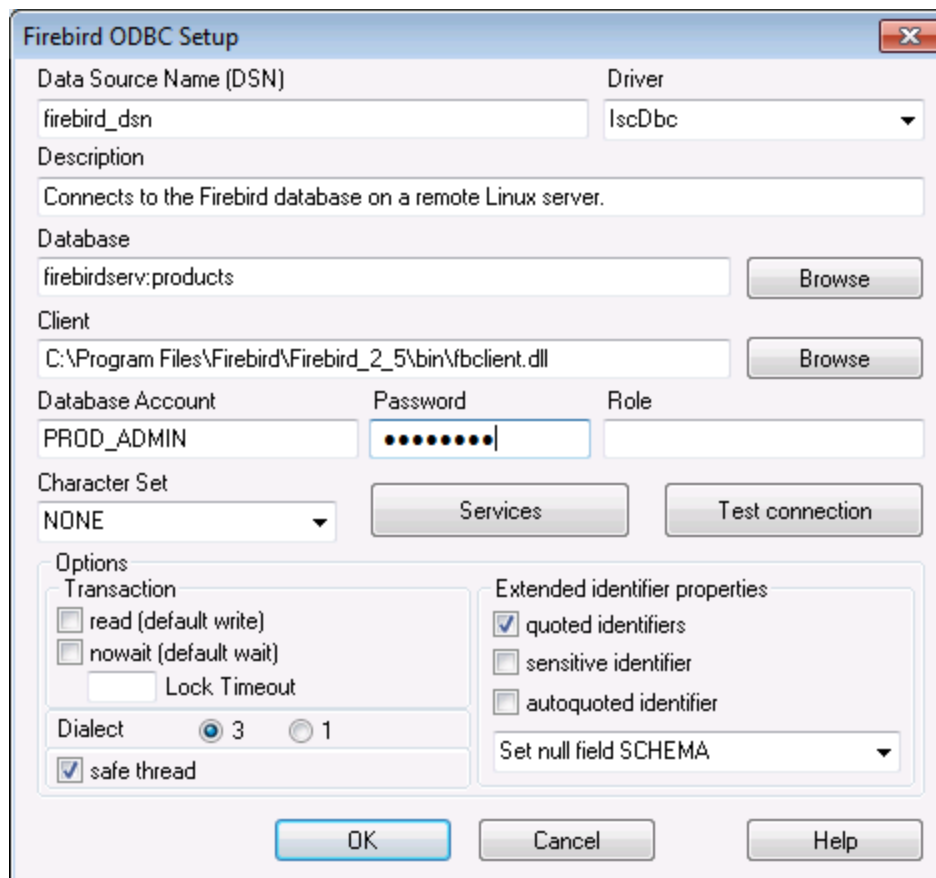 Firebird ODBC Setup
Data Source Name (DSN) Driver
firebird_dsn IscDbc
Description
Connects to the Firebird database on a remote Linux server.
Database
firebirdserv:products Browse
Client
C:\Program Files\Firebird\Firebird_2_5\bin\fbclient.dll Browse
Database Account Password Role
PROD_ADMIN ●●●●●●●●
Character Set
NONE Services Test connection
Options
Transaction Extended identifier properties
read (default write) quoted identifiers
nowait (default wait) sensitive identifier
Lock Timeout autoquoted identifier
Dialect 3 1 Set null field SCHEMA
safe thread
OK Cancel Help